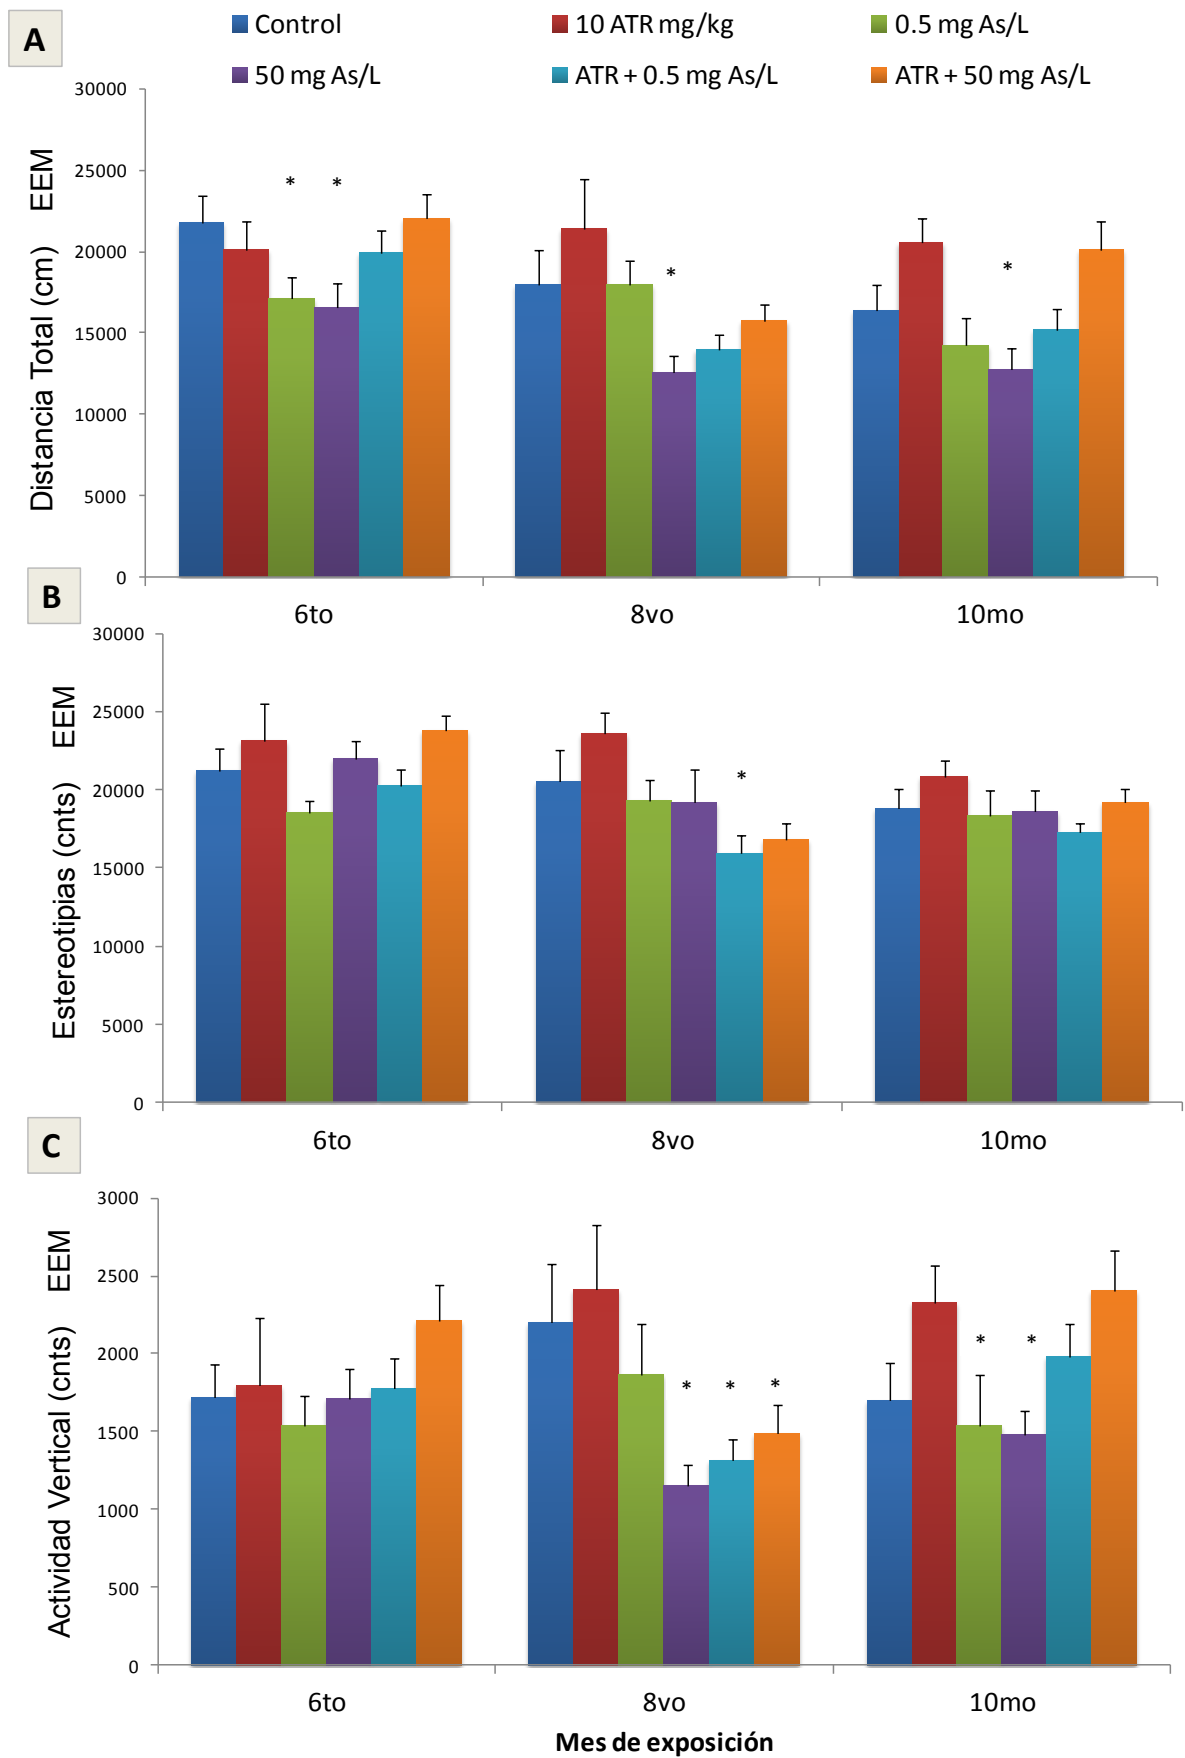 A
Control
10 ATR mg/kg
0.5 mg As/L
50 mg As/L
ATR + 0.5 mg As/L
ATR + 50 mg As/L
Distancia Total (cm) EEM
30000
25000
20000
15000
10000
5000
0
* *
*
*
6to
8vo
10mo
B
Estereotipias (cnts) EEM
30000
25000
20000
15000
10000
5000
0
*
6to
8vo
10mo
C
Actividad Vertical (cnts) EEM
3000
2500
2000
1500
1000
500
0
* * *
* *
6to
8vo
10mo
Mes de exposición